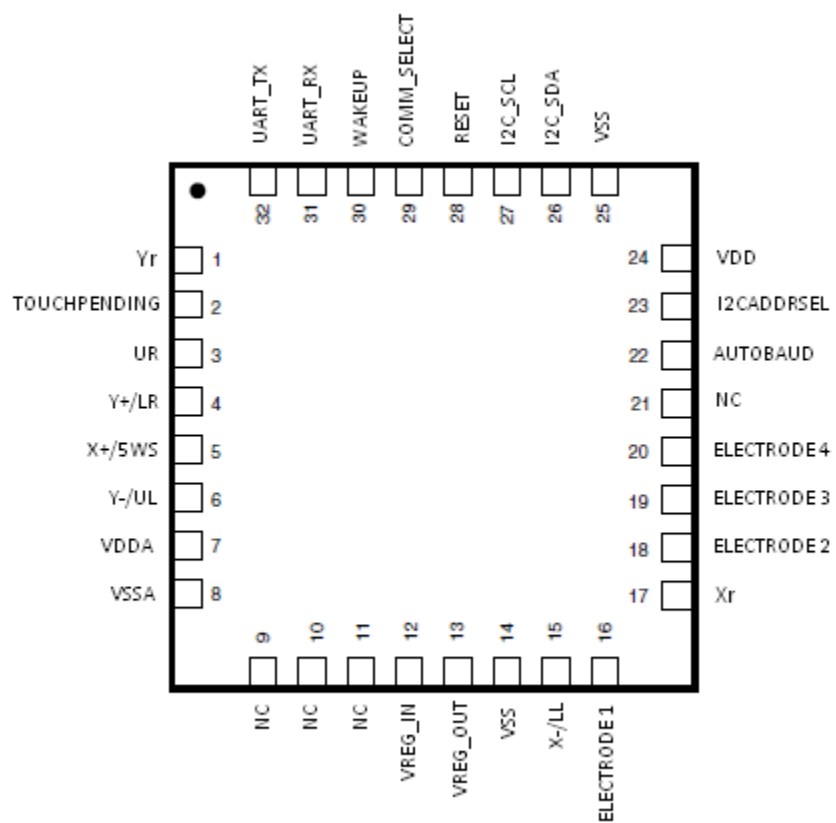 UART_TX
UART_RX
WAKEUP
COMM_SELECT
RESET
I2C_SCL
I2C_SDA
VSS
32
31
30
29
28
27
26
25
Yr 1
TOUCHPENDING 2
UR 3
Y+/LR 4
X+/5WS 5
Y-/UL 6
VDDA 7
VSSA 8
24 VDD
23 I2CADDRSEL
22 AUTOBAUD
21 NC
20 ELECTRODE 4
19 ELECTRODE 3
18 ELECTRODE 2
17 Xr
9
10
11
12
13
14
15
16
NC
NC
NC
VREG_IN
VREG_OUT
VSS
X-/LL
ELECTRODE 1